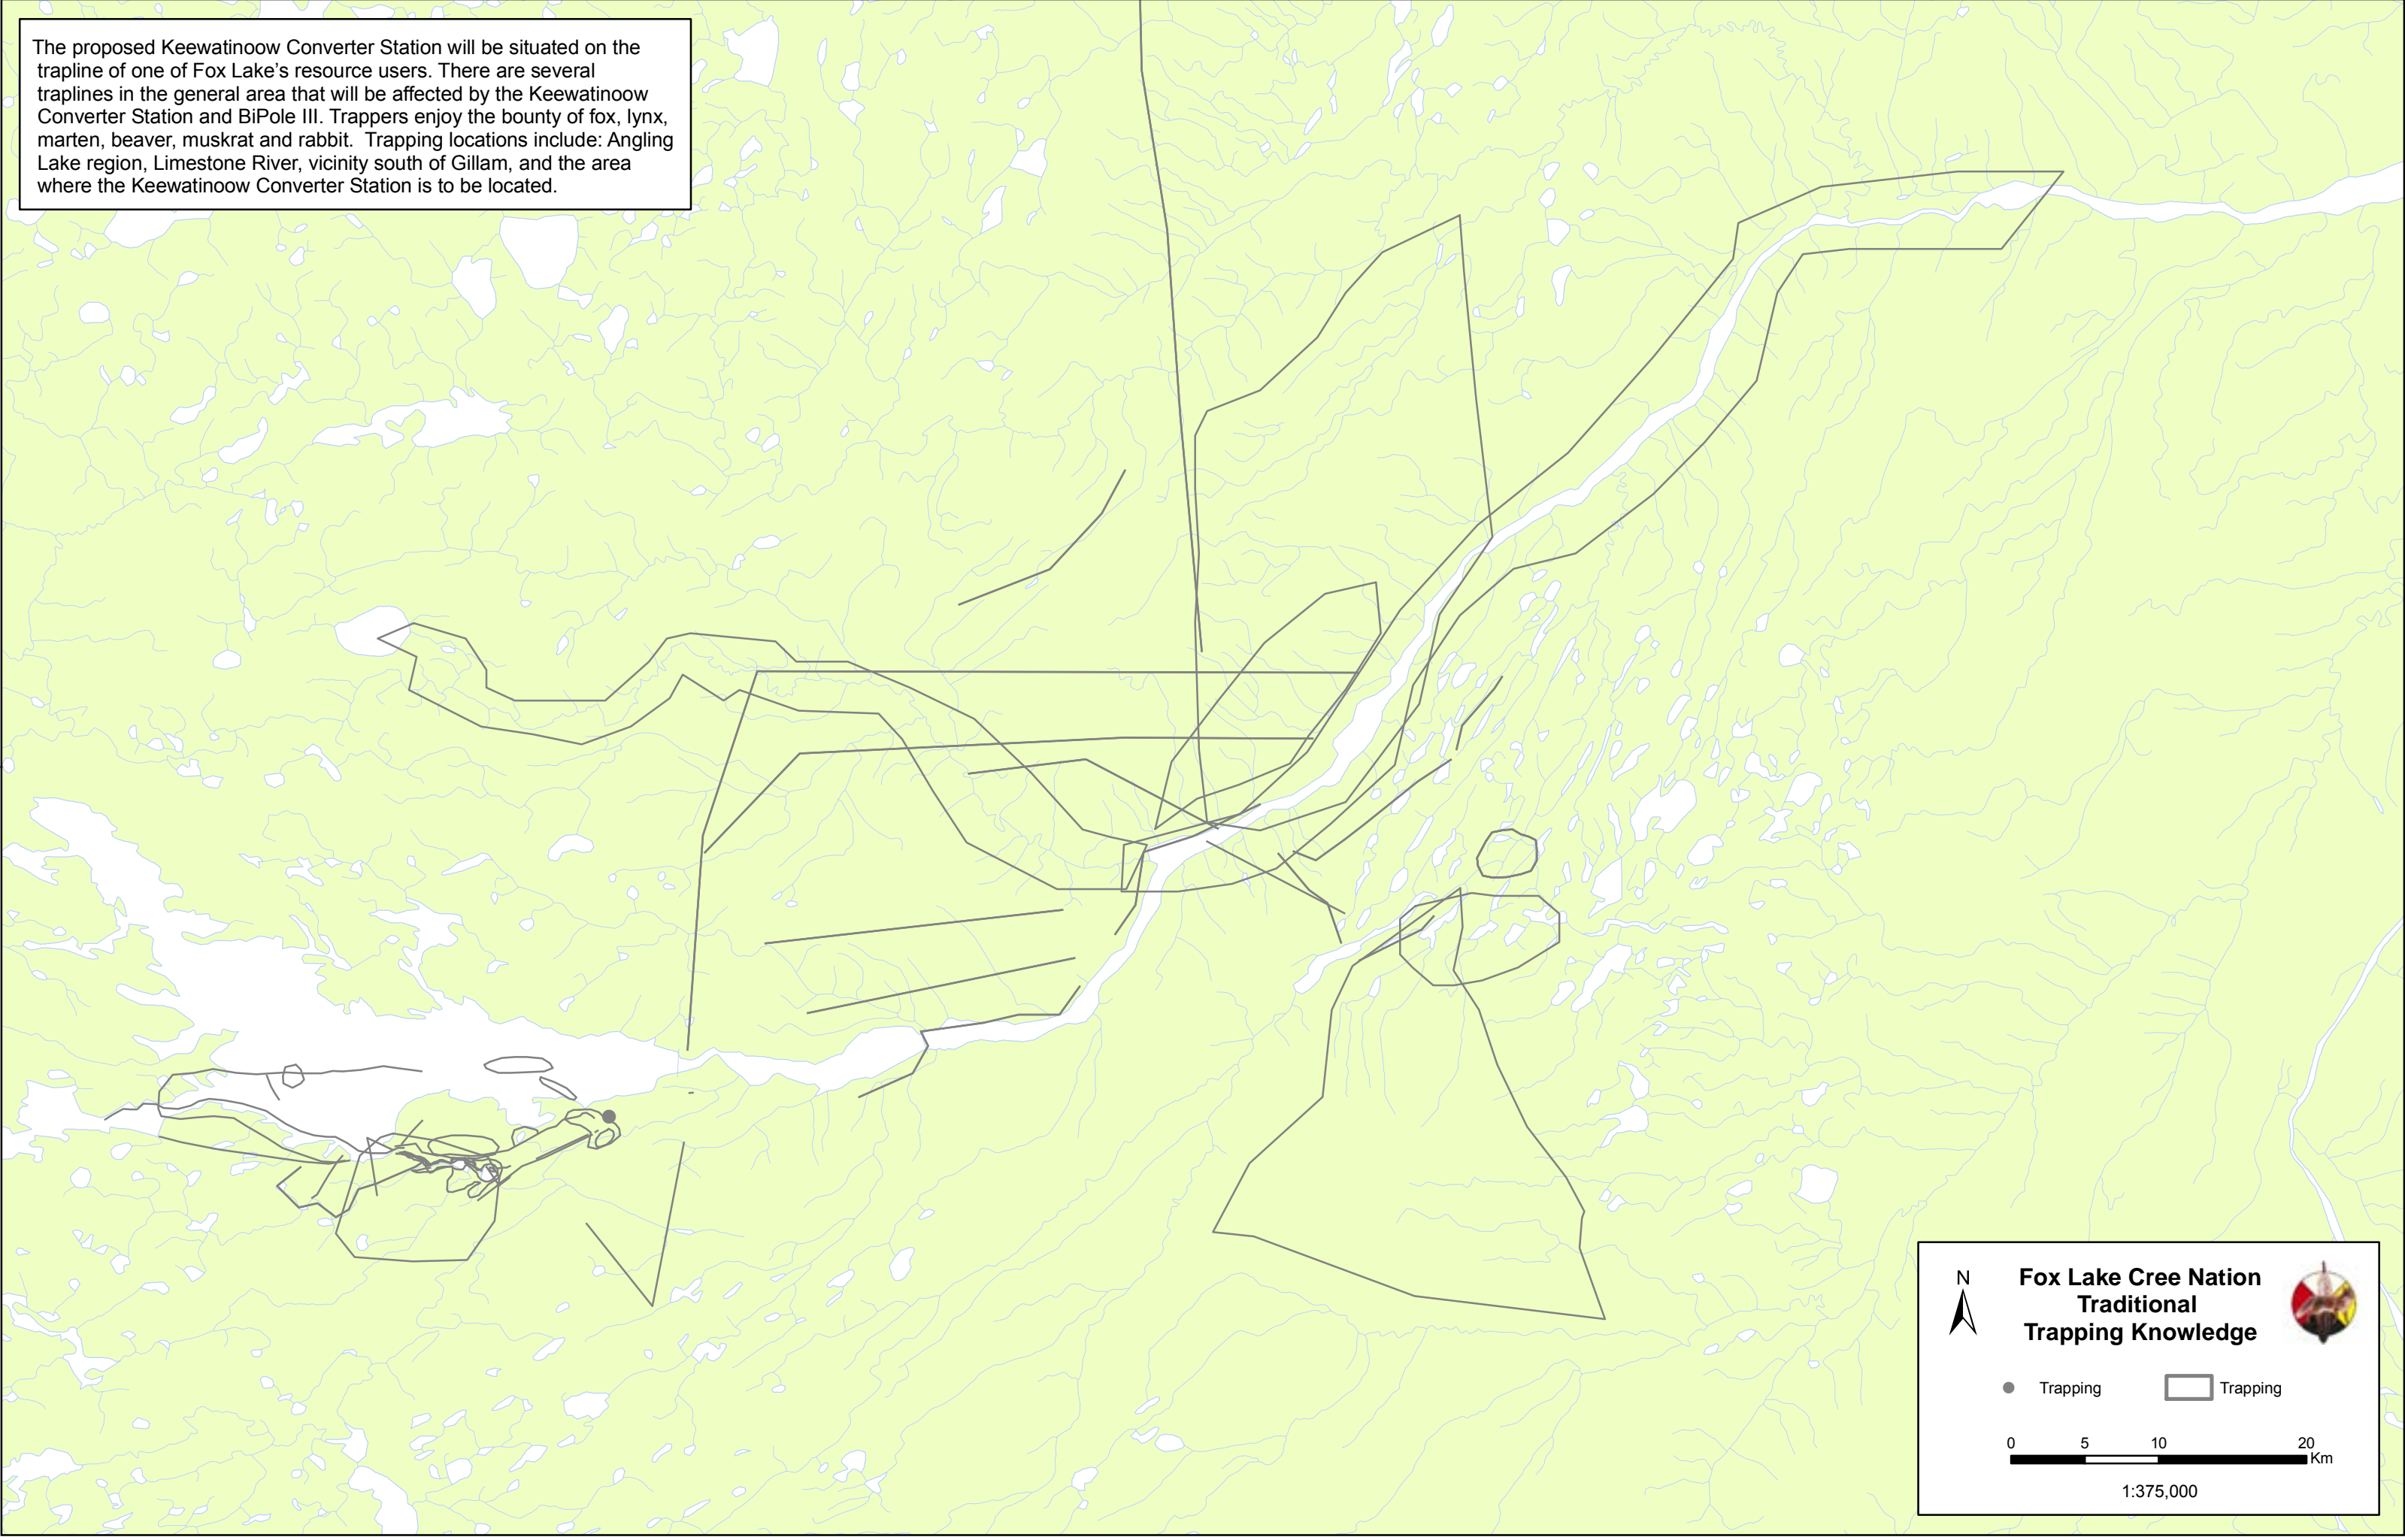 The proposed Keewatinoow Converter Station will be situated on the
trapline of one of Fox Lake’s resource users. There are several
traplines in the general area that will be affected by the Keewatinoow
Converter Station and BiPole III. Trappers enjoy the bounty of fox, lynx,
marten, beaver, muskrat and rabbit. Trapping locations include: Angling
Lake region, Limestone River, vicinity south of Gillam, and the area
where the Keewatinoow Converter Station is to be located.
N
Fox Lake Cree Nation
Traditional
Trapping Knowledge
Trapping Trapping
0 5 10 20
Km
1:375,000